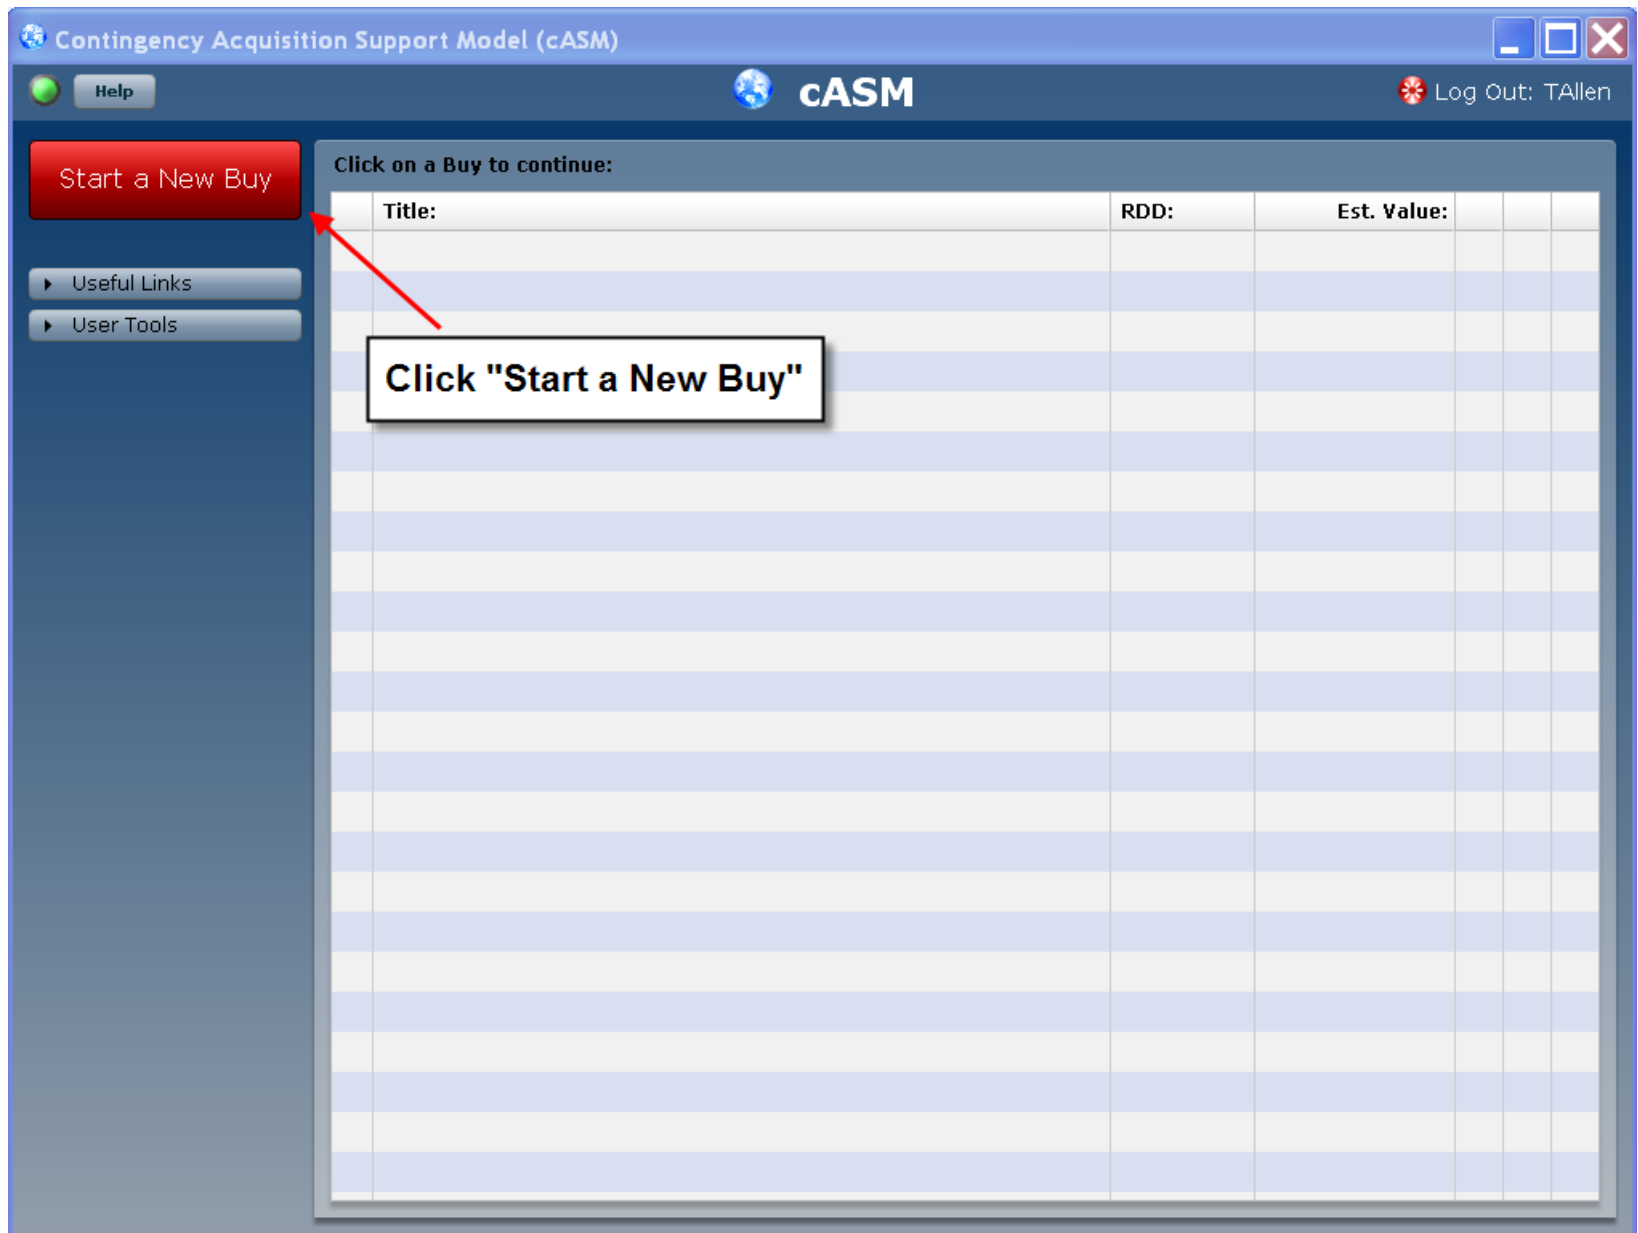 Contingency Acquisition Support Model (cASM)
Help
cASM
Log Out: TAllen
Start a New Buy
Click on a Buy to continue:
Title: RDD: Est. Value:
Useful Links
User Tools
Click "Start a New Buy"